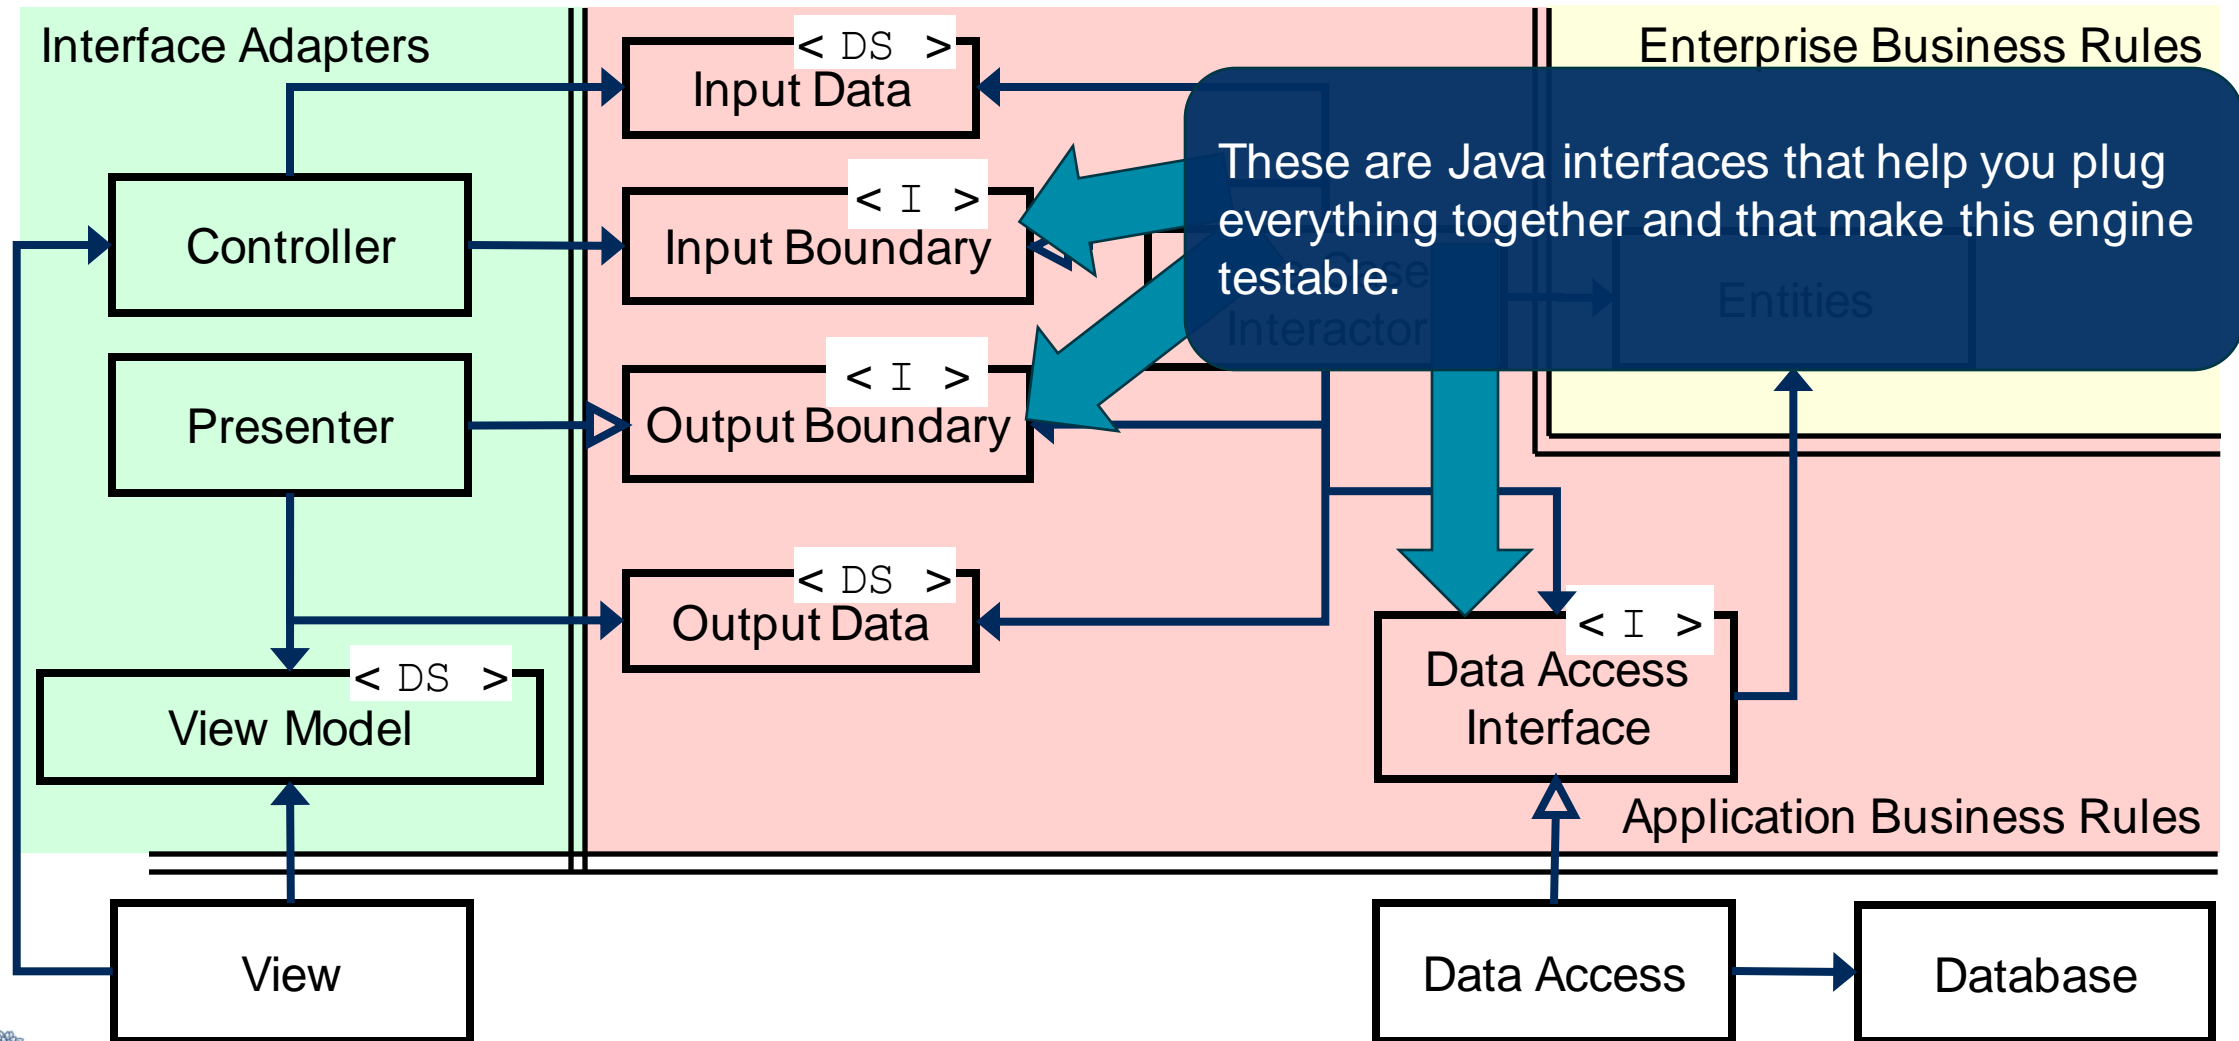 Interface Adapters
Enterprise Business Rules
< DS >
Input Data
These are Java interfaces that help you plug
everything together and that make this engine
testable.
Controller
< I >
Input Boundary
Case
Interactor
Entities
Presenter
< I >
Output Boundary
< DS >
Output Data
< DS >
View Model
< I >
Data Access
Interface
Application Business Rules
View
Data Access
Database